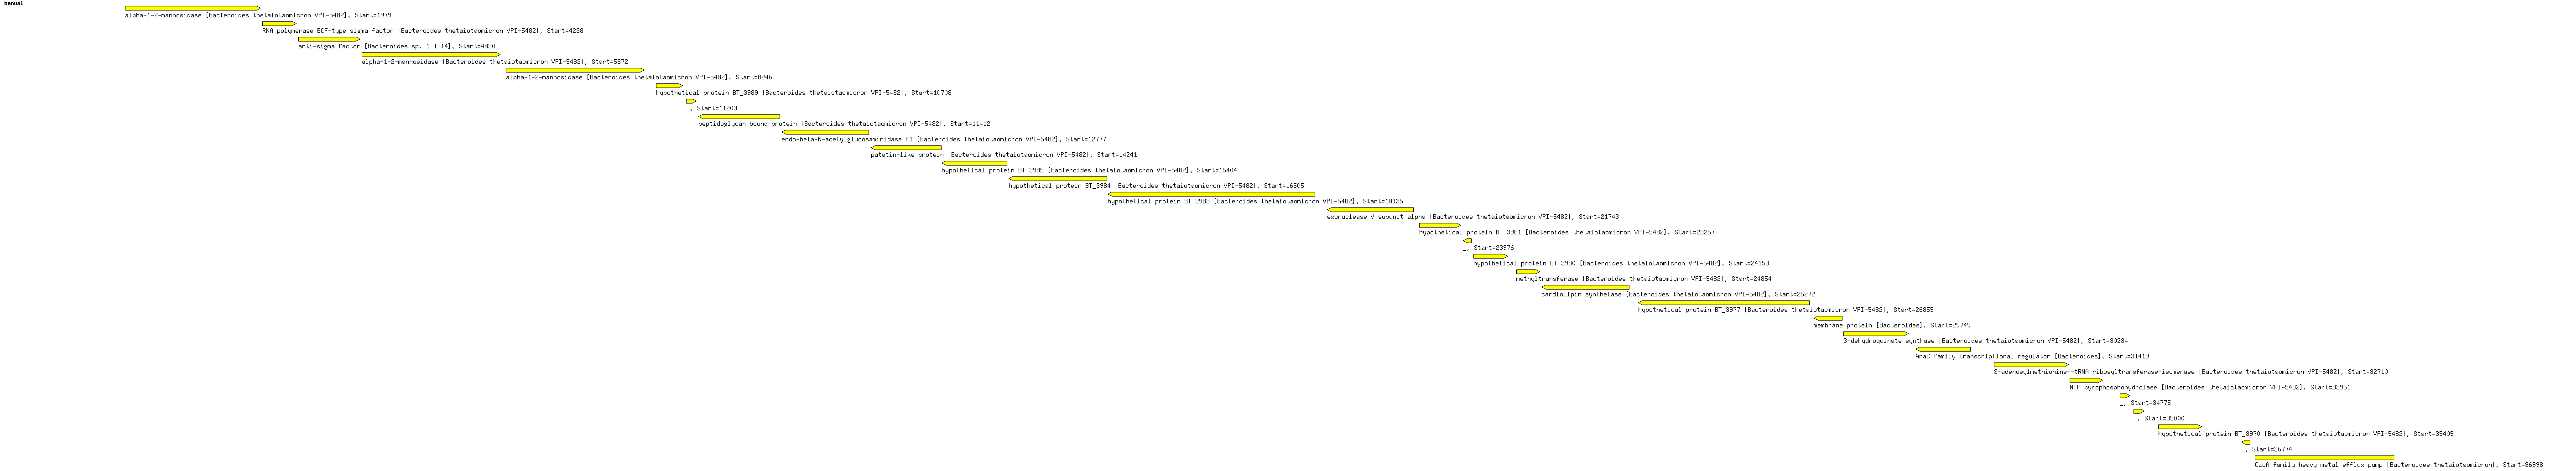 Manual
alpha-1-2-mannosidase [Bacteroides thetaiotaomicron VPI-5482], Start=1979
RNA polymerase ECF-type sigma factor [Bacteroides thetaiotaomicron VPI-5482], Start=4238
anti-sigma factor [Bacteroides sp. 1_1_14], Start=4830
alpha-1-2-mannosidase [Bacteroides thetaiotaomicron VPI-5482], Start=5872
alpha-1-2-mannosidase [Bacteroides thetaiotaomicron VPI-5482], Start=8246
hypothetical protein BT_3989 [Bacteroides thetaiotaomicron VPI-5482], Start=10708
_, Start=11203
peptidoglycan bound protein [Bacteroides thetaiotaomicron VPI-5482], Start=11412
endo-beta-N-acetylglucosaminidase F1 [Bacteroides thetaiotaomicron VPI-5482], Start=12777
patatin-like protein [Bacteroides thetaiotaomicron VPI-5482], Start=14241
hypothetical protein BT_3985 [Bacteroides thetaiotaomicron VPI-5482], Start=15404
hypothetical protein BT_3984 [Bacteroides thetaiotaomicron VPI-5482], Start=16505
hypothetical protein BT_3983 [Bacteroides thetaiotaomicron VPI-5482], Start=18135
exonuclease V subunit alpha [Bacteroides thetaiotaomicron VPI-5482], Start=21743
hypothetical protein BT_3981 [Bacteroides thetaiotaomicron VPI-5482], Start=23257
_, Start=23976
hypothetical protein BT_3980 [Bacteroides thetaiotaomicron VPI-5482], Start=24153
methyltransferase [Bacteroides thetaiotaomicron VPI-5482], Start=24854
cardiolipin synthetase [Bacteroides thetaiotaomicron VPI-5482], Start=25272
hypothetical protein BT_3977 [Bacteroides thetaiotaomicron VPI-5482], Start=26855
membrane protein [Bacteroides], Start=29749
3-dehydroquinate synthase [Bacteroides thetaiotaomicron VPI-5482], Start=30234
AraC family transcriptional regulator [Bacteroides], Start=31419
S-adenosylmethionine--tRNA ribosyltransferase-isomerase [Bacteroides thetaiotaomicron VPI-5482], Start=32710
NTP pyrophosphohydrolase [Bacteroides thetaiotaomicron VPI-5482], Start=33951
_, Start=34775
_, Start=35000
hypothetical protein BT_3970 [Bacteroides thetaiotaomicron VPI-5482], Start=35405
_, Start=36774
CzcA family heavy metal efflux pump [Bacteroides thetaiotaomicron], Start=36998